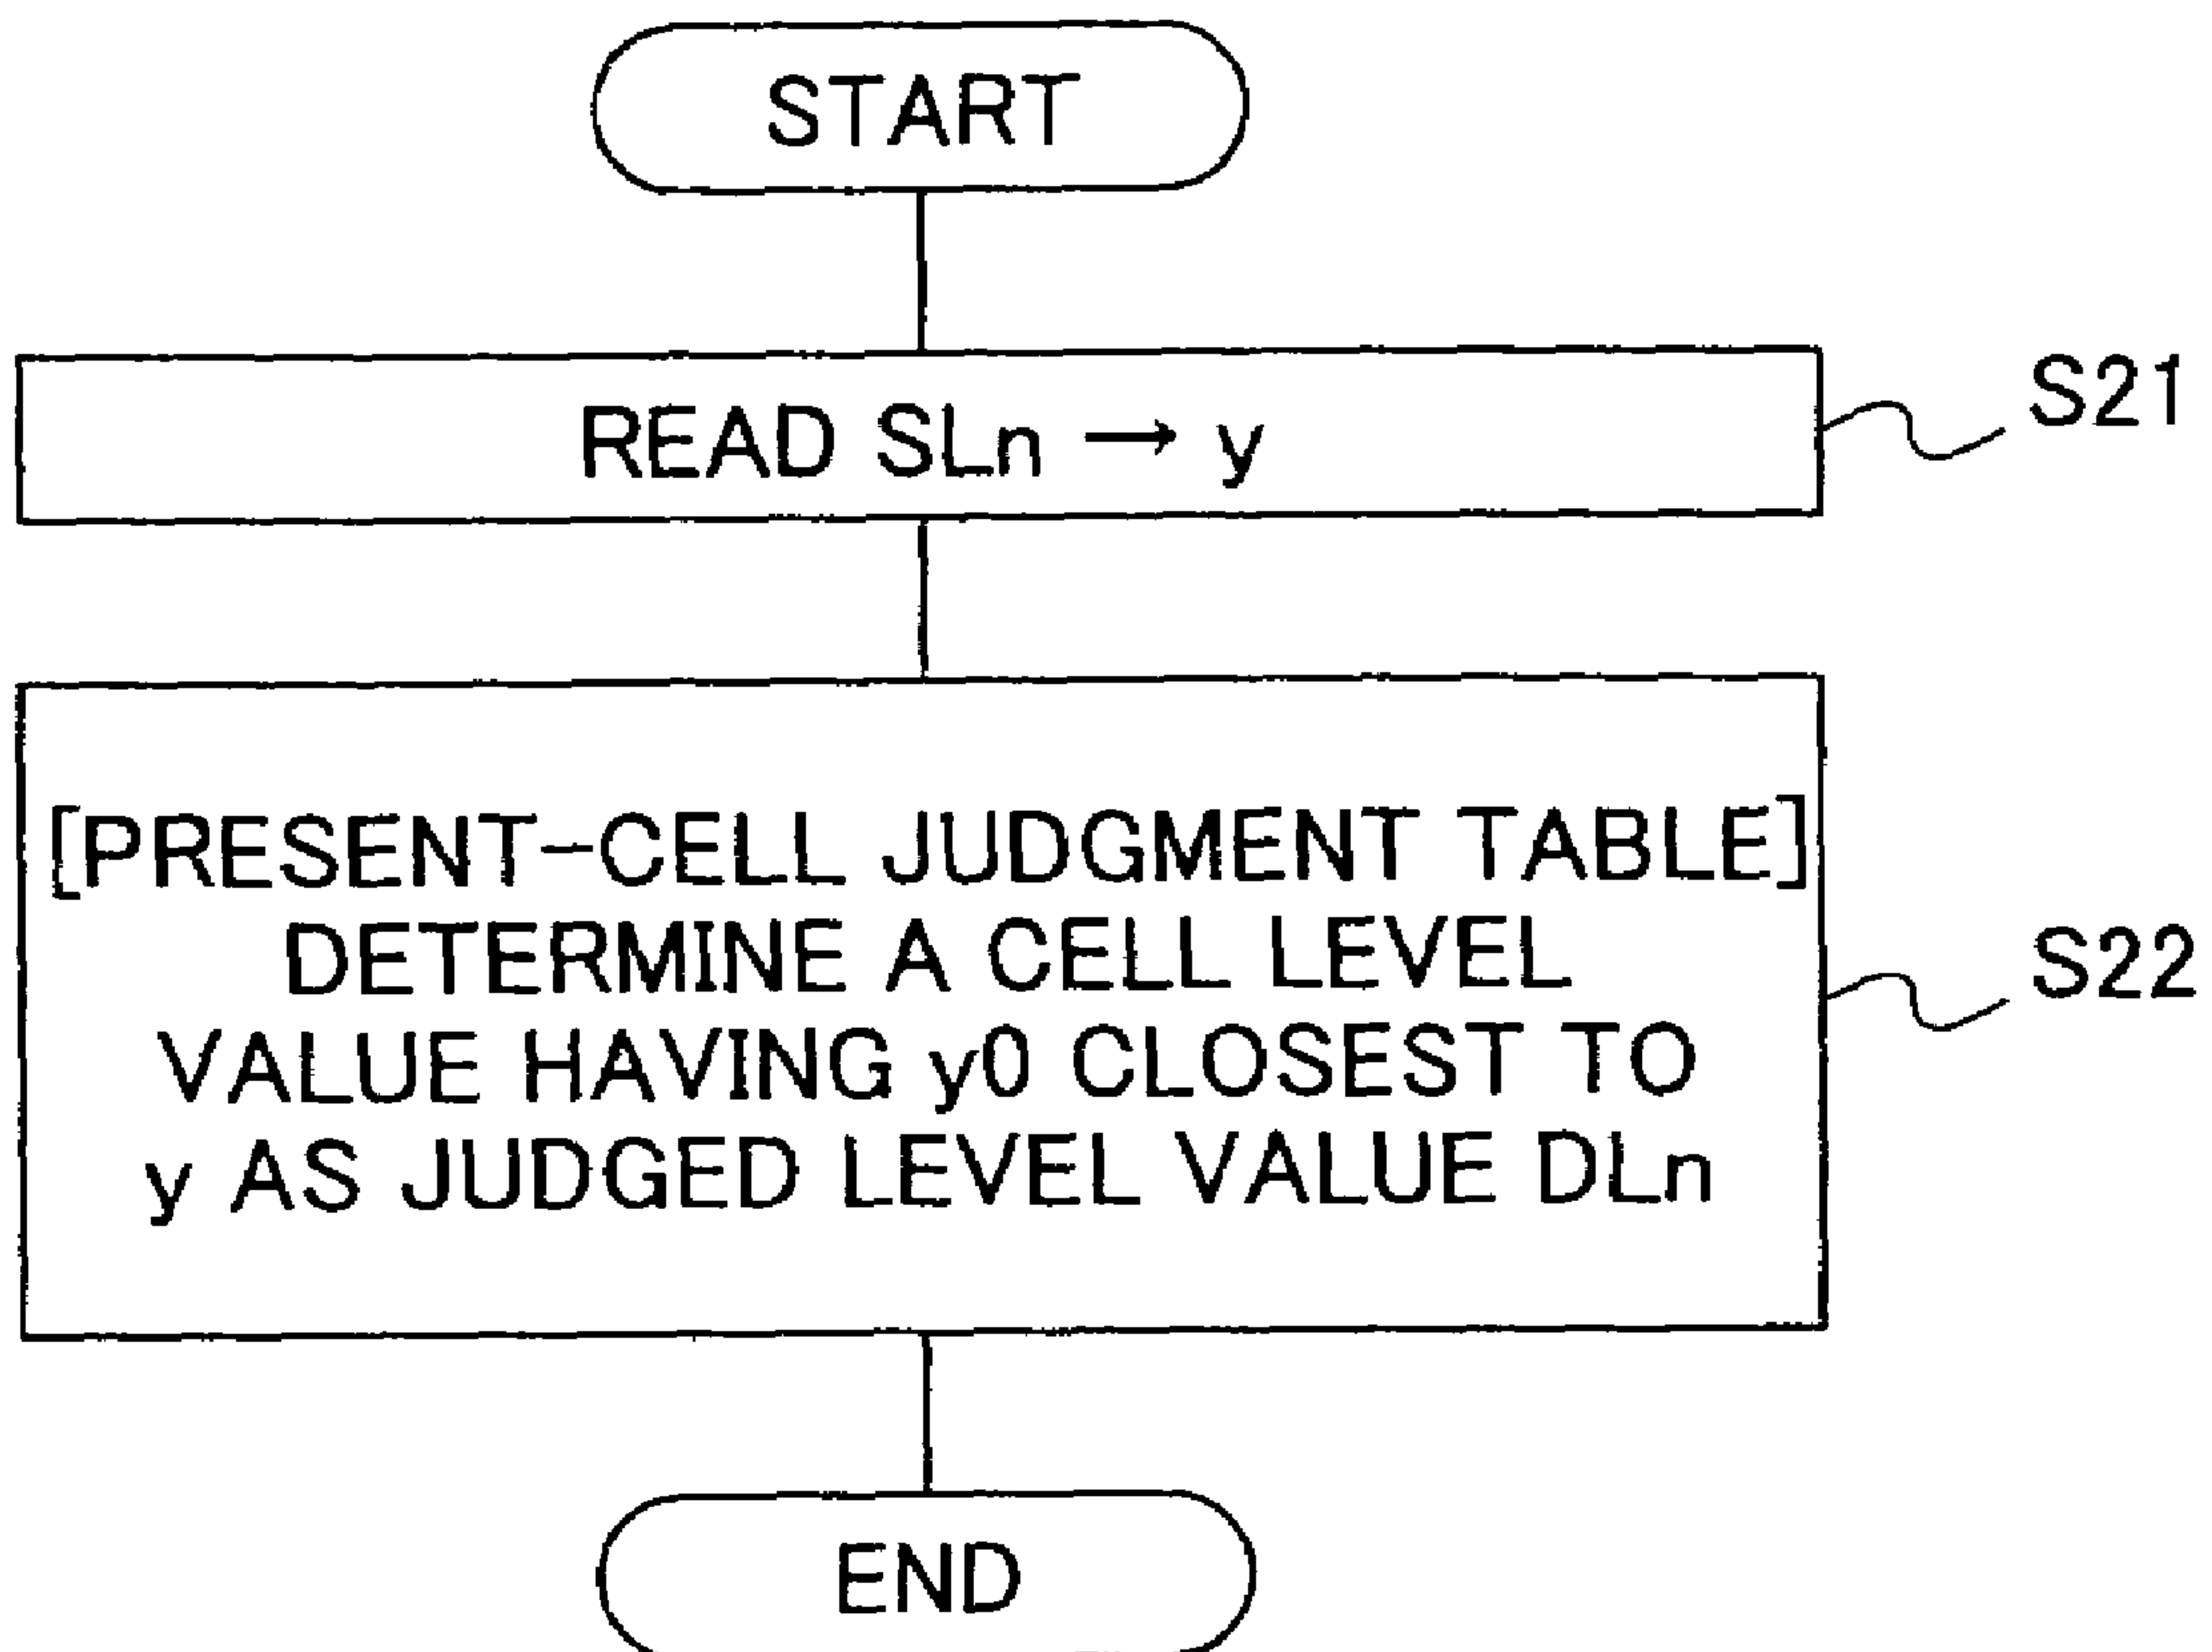 START
READ SLn → y
S21
[PRESENT-CELL JUDGMENT TABLE]
DETERMINE A CELL LEVEL
VALUE HAVING y0 CLOSEST TO
y AS JUDGED LEVEL VALUE DLn
S22
END